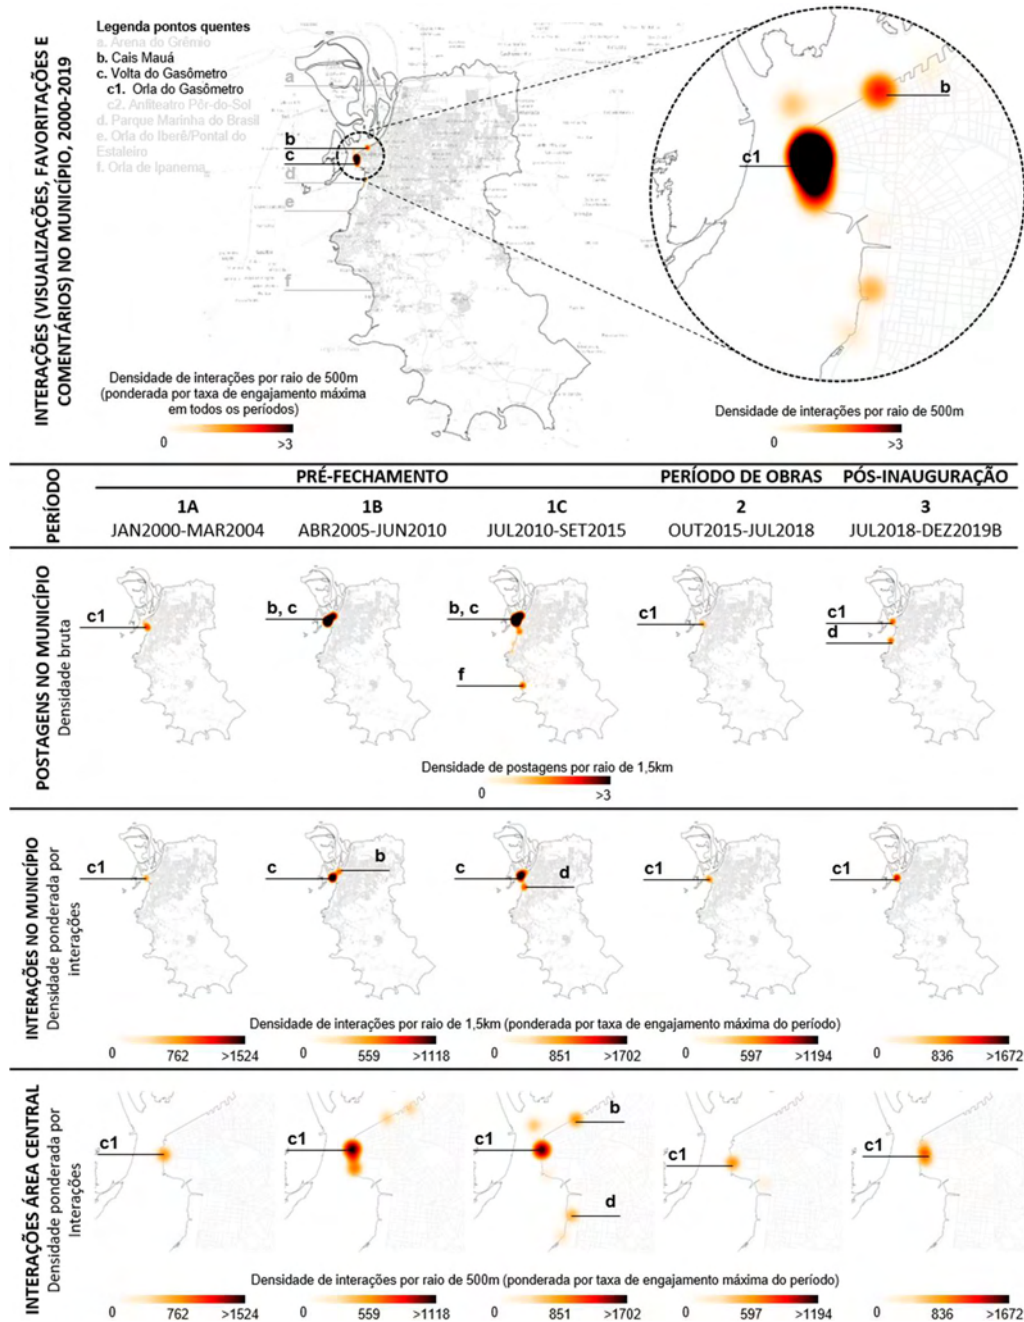 INTERAÇÕES (VISUALIZAÇÕES, FAVORITAÇÕES E
COMENTÁRIOS) NO MUNICÍPIO, 2000-2019
Legenda pontos quentes
a. Arena do Grêmio
b. Cais Mauá
c. Volta do Gasômetro
c1. Orla do Gasômetro
c2. Anfiteatro Pôr-do-Sol
d. Parque Marinha do Brasil
e. Orla do Iberê/Pontal do
Estaleiro
f. Orla de Ipanema
a
b
c
d
e
f
b
c1
Densidade de interações por raio de 500m
(ponderada por taxa de engajamento máxima
em todos os períodos)
0 >3
Densidade de interações por raio de 500m
0 >3
PERÍODO
PRÉ-FECHAMENTO PERÍODO DE OBRAS PÓS-INAUGURAÇÃO
1A 1B 1C 2 3
JAN2000-MAR2004 ABR2005-JUN2010 JUL2010-SET2015 OUT2015-JUL2018 JUL2018-DEZ2019B
POSTAGENS NO MUNICÍPIO
Densidade bruta
c1 b, c b, c c1 c1
d
f
Densidade de postagens por raio de 1,5km
0 >3
INTERAÇÕES NO MUNICÍPIO
Densidade ponderada por
interações
c1 c b c d c1 c1
Densidade de interações por raio de 1,5km (ponderada por taxa de engajamento máxima do período)
0 762 >1524 0 559 >1118 0 851 >1702 0 597 >1194 0 836 >1672
INTERAÇÕES ÁREA CENTRAL
Densidade ponderada por
Interações
c1 c1 c1 b d c1 c1
Densidade de interações por raio de 500m (ponderada por taxa de engajamento máxima do período)
0 762 >1524 0 559 >1118 0 851 >1702 0 597 >1194 0 836 >1672